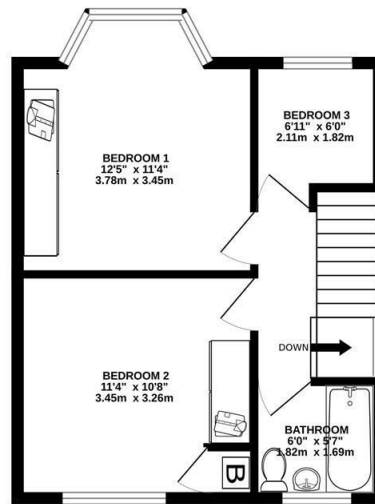 BEDROOM 1
12'5" x 11'4"
3.78m x 3.45m
BEDROOM 3
6'11" x 6'0"
2.11m x 1.82m
DOWN
BEDROOM 2
11'4" x 10'8"
3.45m x 3.26m
BATHROOM
6'0" x 5'7"
1.82m x 1.69m
B